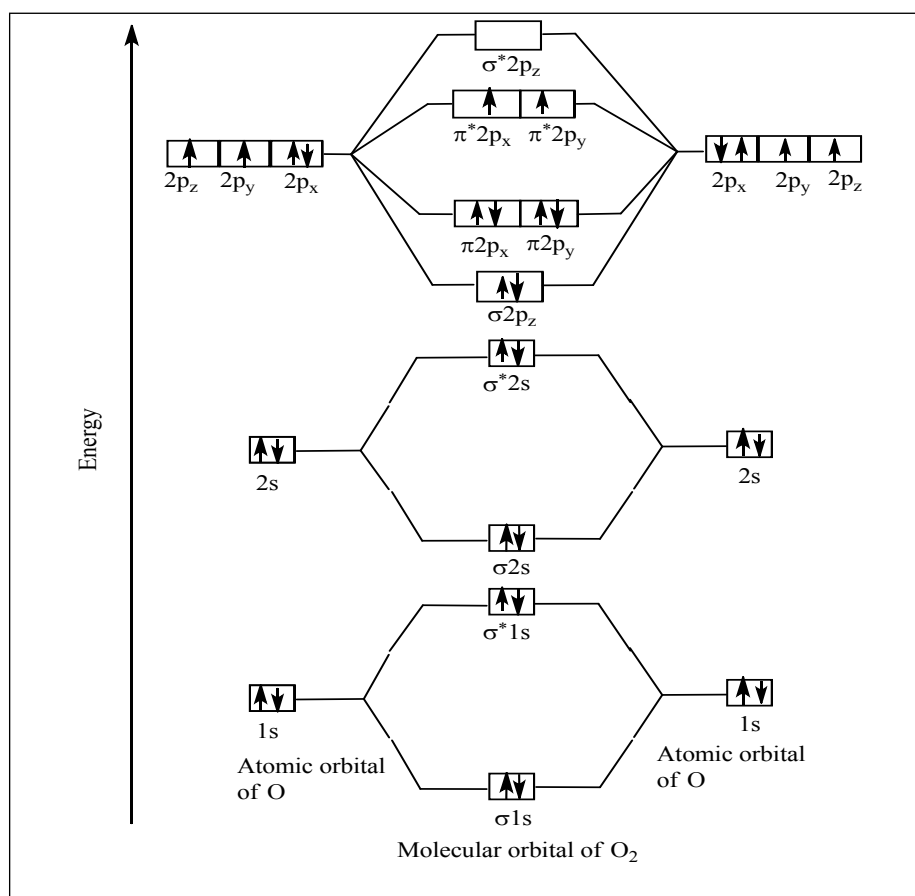 σ*2pz
π*2px π*2py
2pz 2py 2px
2px 2py 2pz
π2px π2py
σ2pz
σ*2s
Energy
2s
2s
σ2s
σ*1s
1s
1s
Atomic orbital
of O
Atomic orbital
of O
σ1s
Molecular orbital of O2